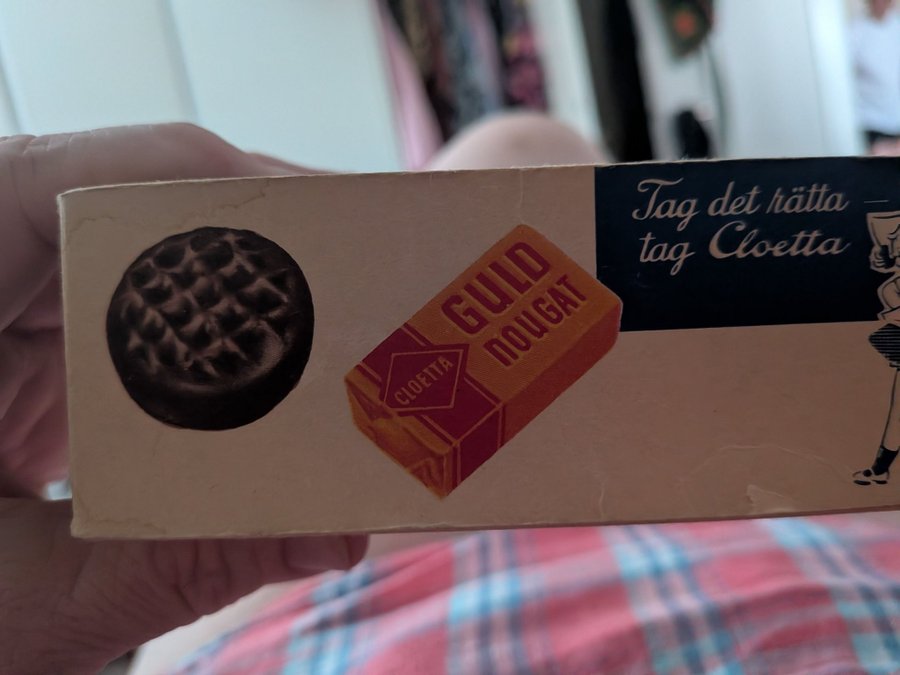 GULD
NOUGAT
CLOETTA
Tag det rätta –
tag Cloetta